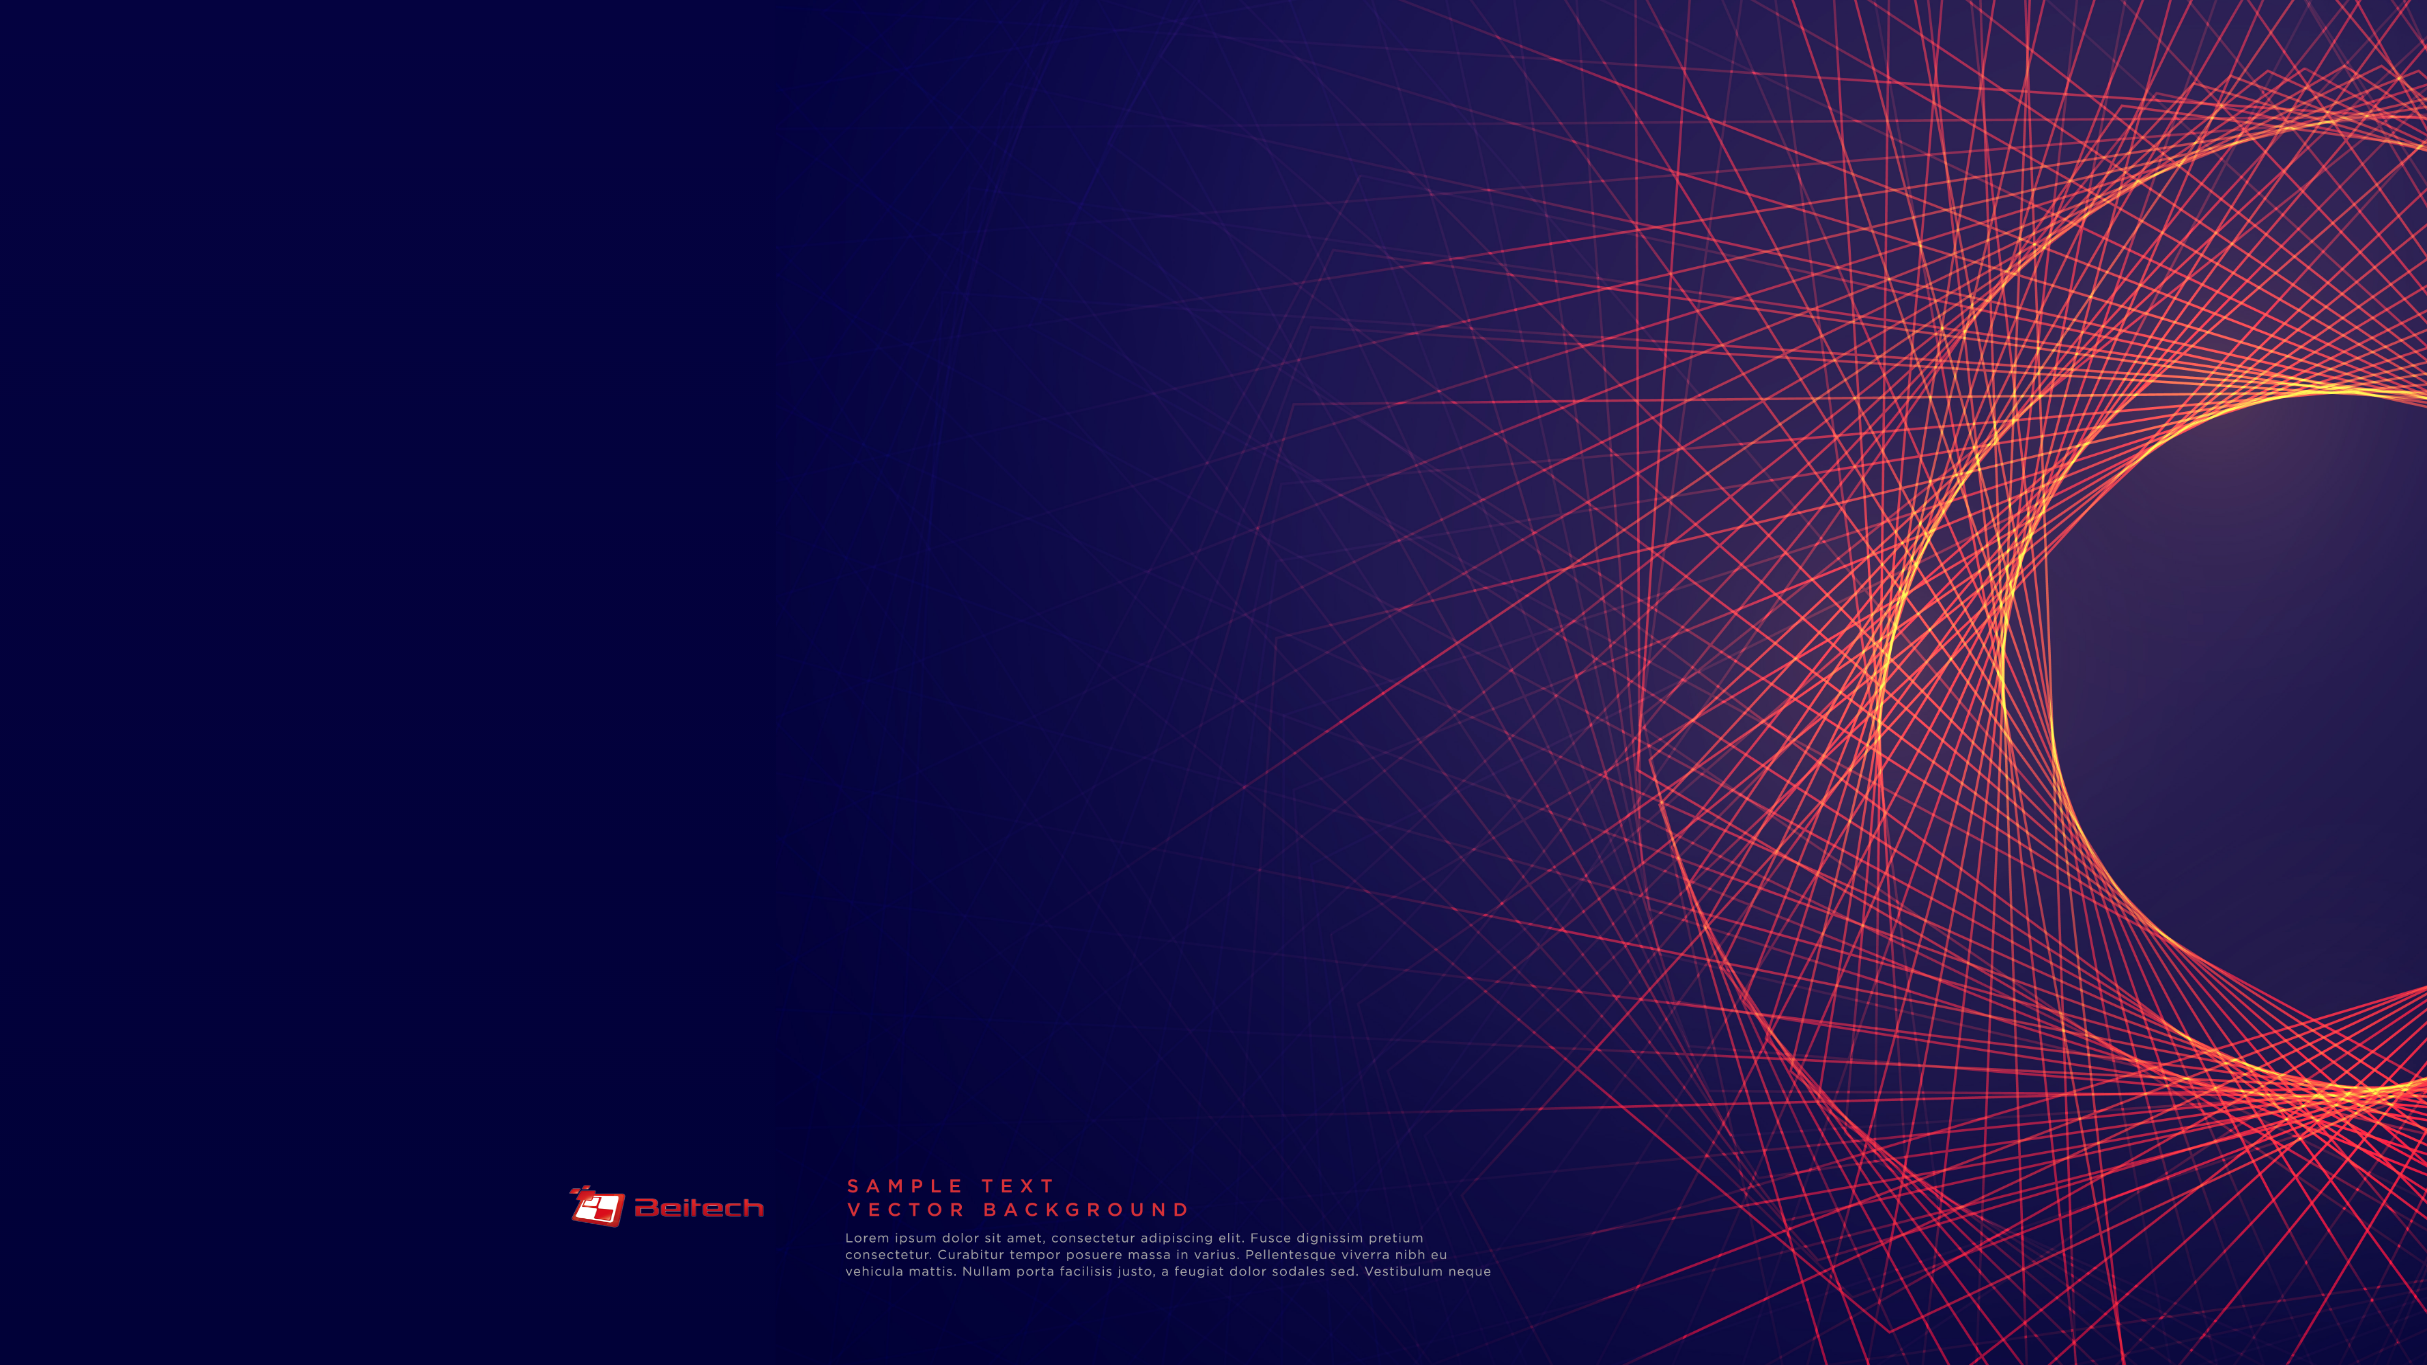 Beitech
SAMPLE TEXT
VECTOR BACKGROUND
Lorem ipsum dolor sit amet, consectetur adipiscing elit. Fusce dignissim pretium
consectetur. Curabitur tempor posuere massa in varius. Pellentesque viverra nibh eu
vehicula mattis. Nullam porta facilisis justo, a feugiat dolor sodales sed. Vestibulum neque